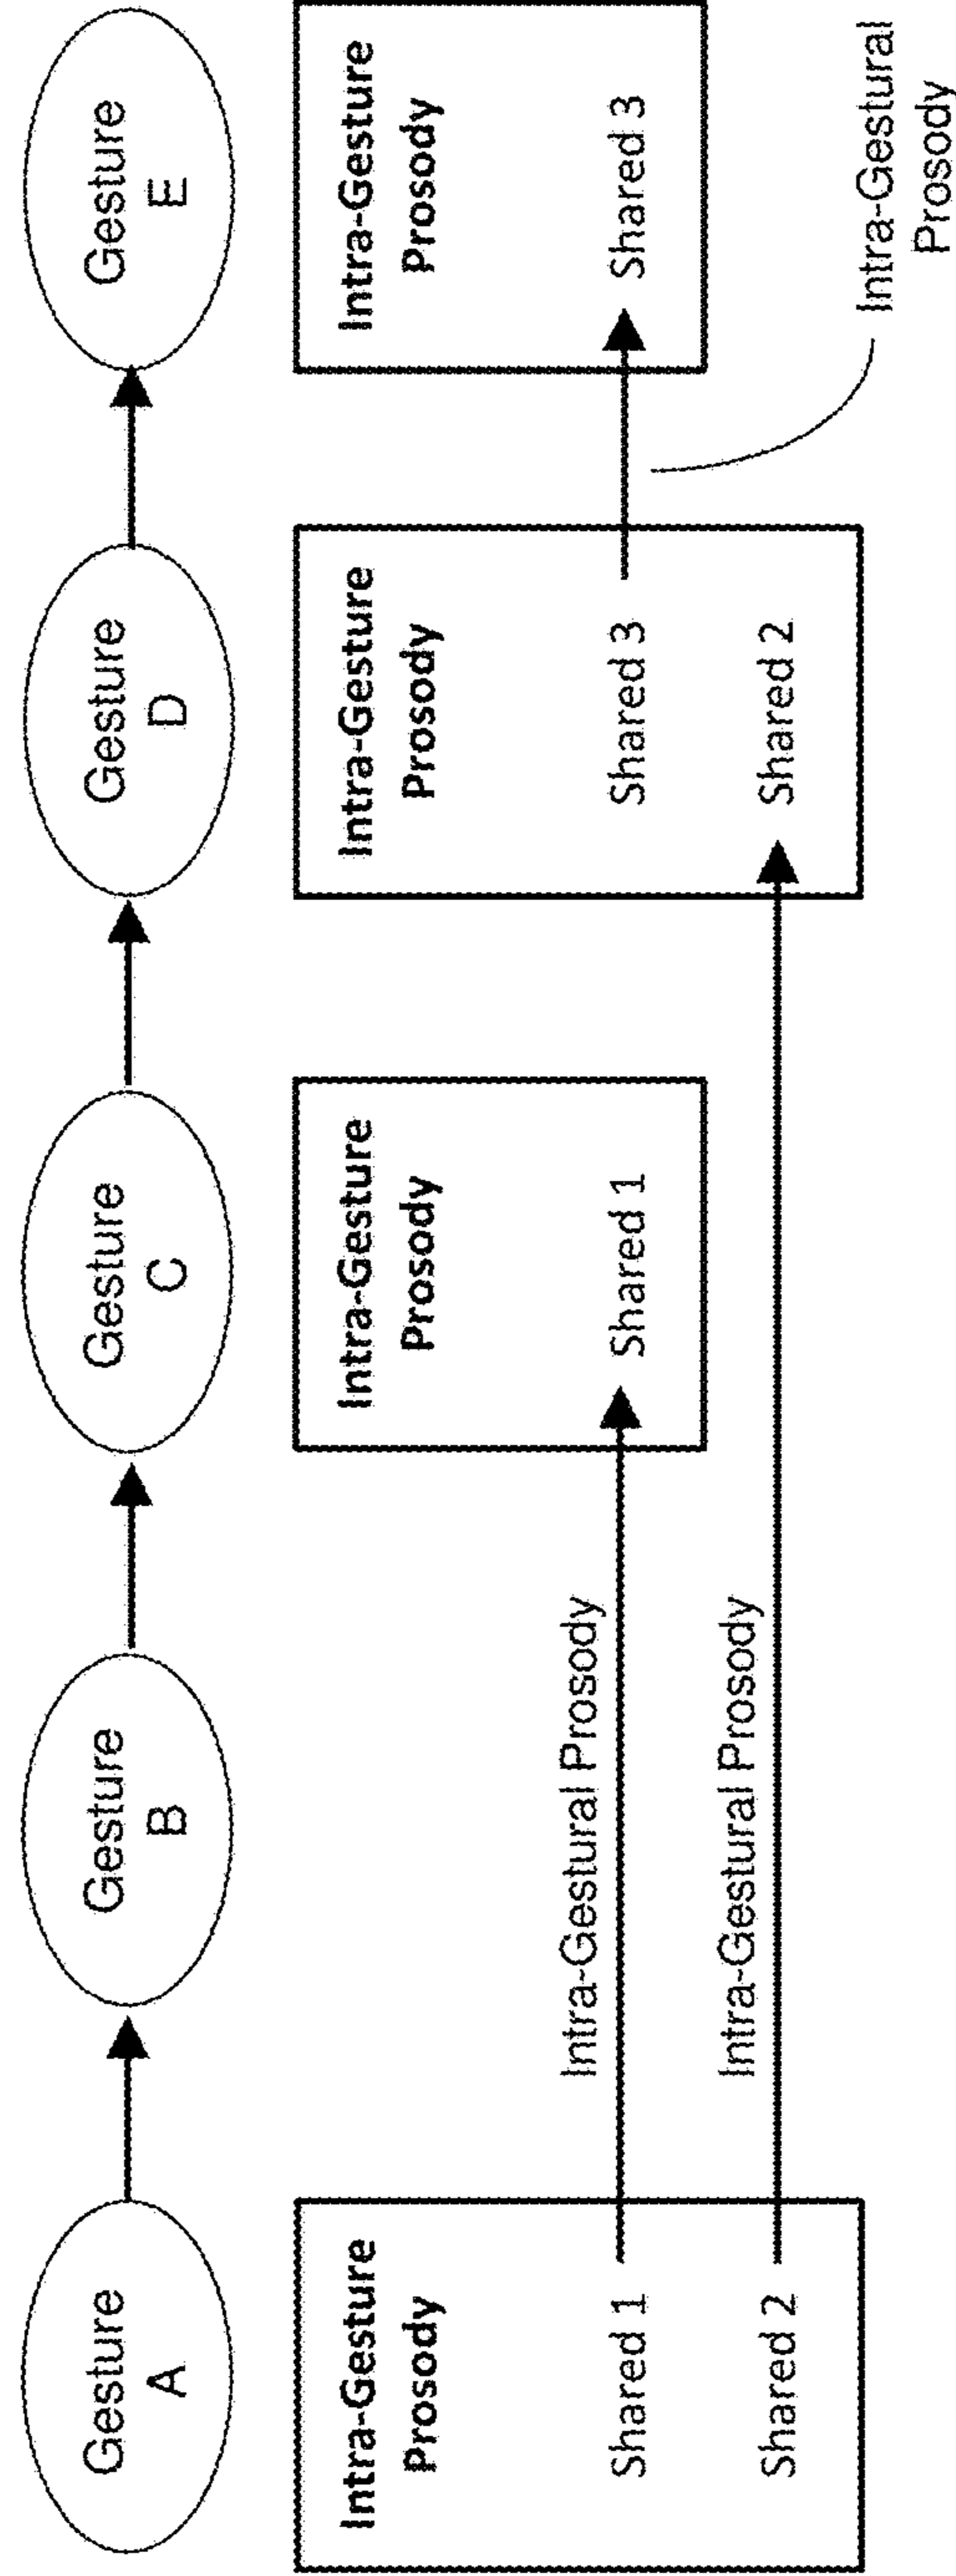 Gesture
A
Gesture
B
Gesture
C
Gesture
D
Gesture
E
Intra-Gesture
Prosody
Shared 1
Shared 2
Intra-Gestural Prosody
Intra-Gestural Prosody
Intra-Gesture
Prosody
Shared 1
Intra-Gesture
Prosody
Shared 3
Shared 2
Intra-Gesture
Prosody
Shared 3
Intra-Gestural
Prosody